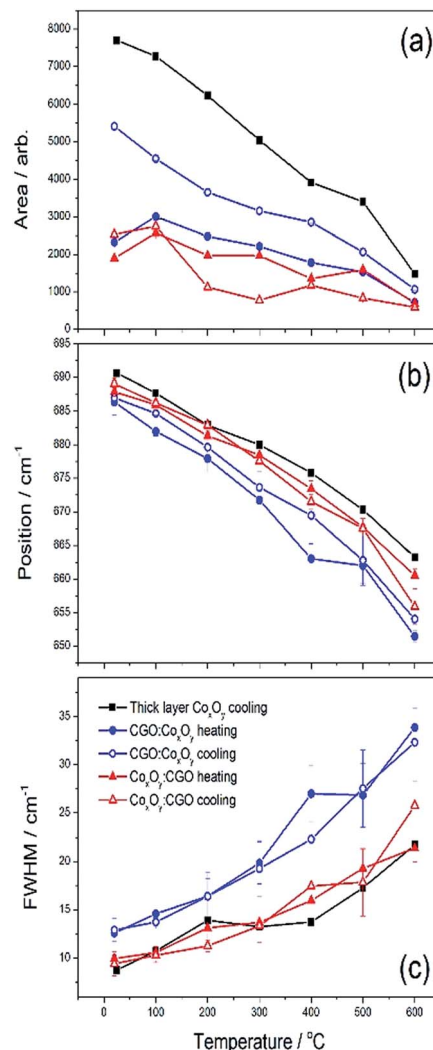 (a)
8000
7000
6000
5000
4000
3000
2000
1000
0
Area / arb.
(b)
695
690
685
680
675
670
665
660
655
650
Position / cm⁻¹
Thick layer CoₓOᵧ cooling
CGO:CoₓOᵧ heating
CGO:CoₓOᵧ cooling
CoₓOᵧ:CGO heating
CoₓOᵧ:CGO cooling
35
30
25
20
15
10
FWHM / cm⁻¹
(c)
0 100 200 300 400 500 600
Temperature / °C